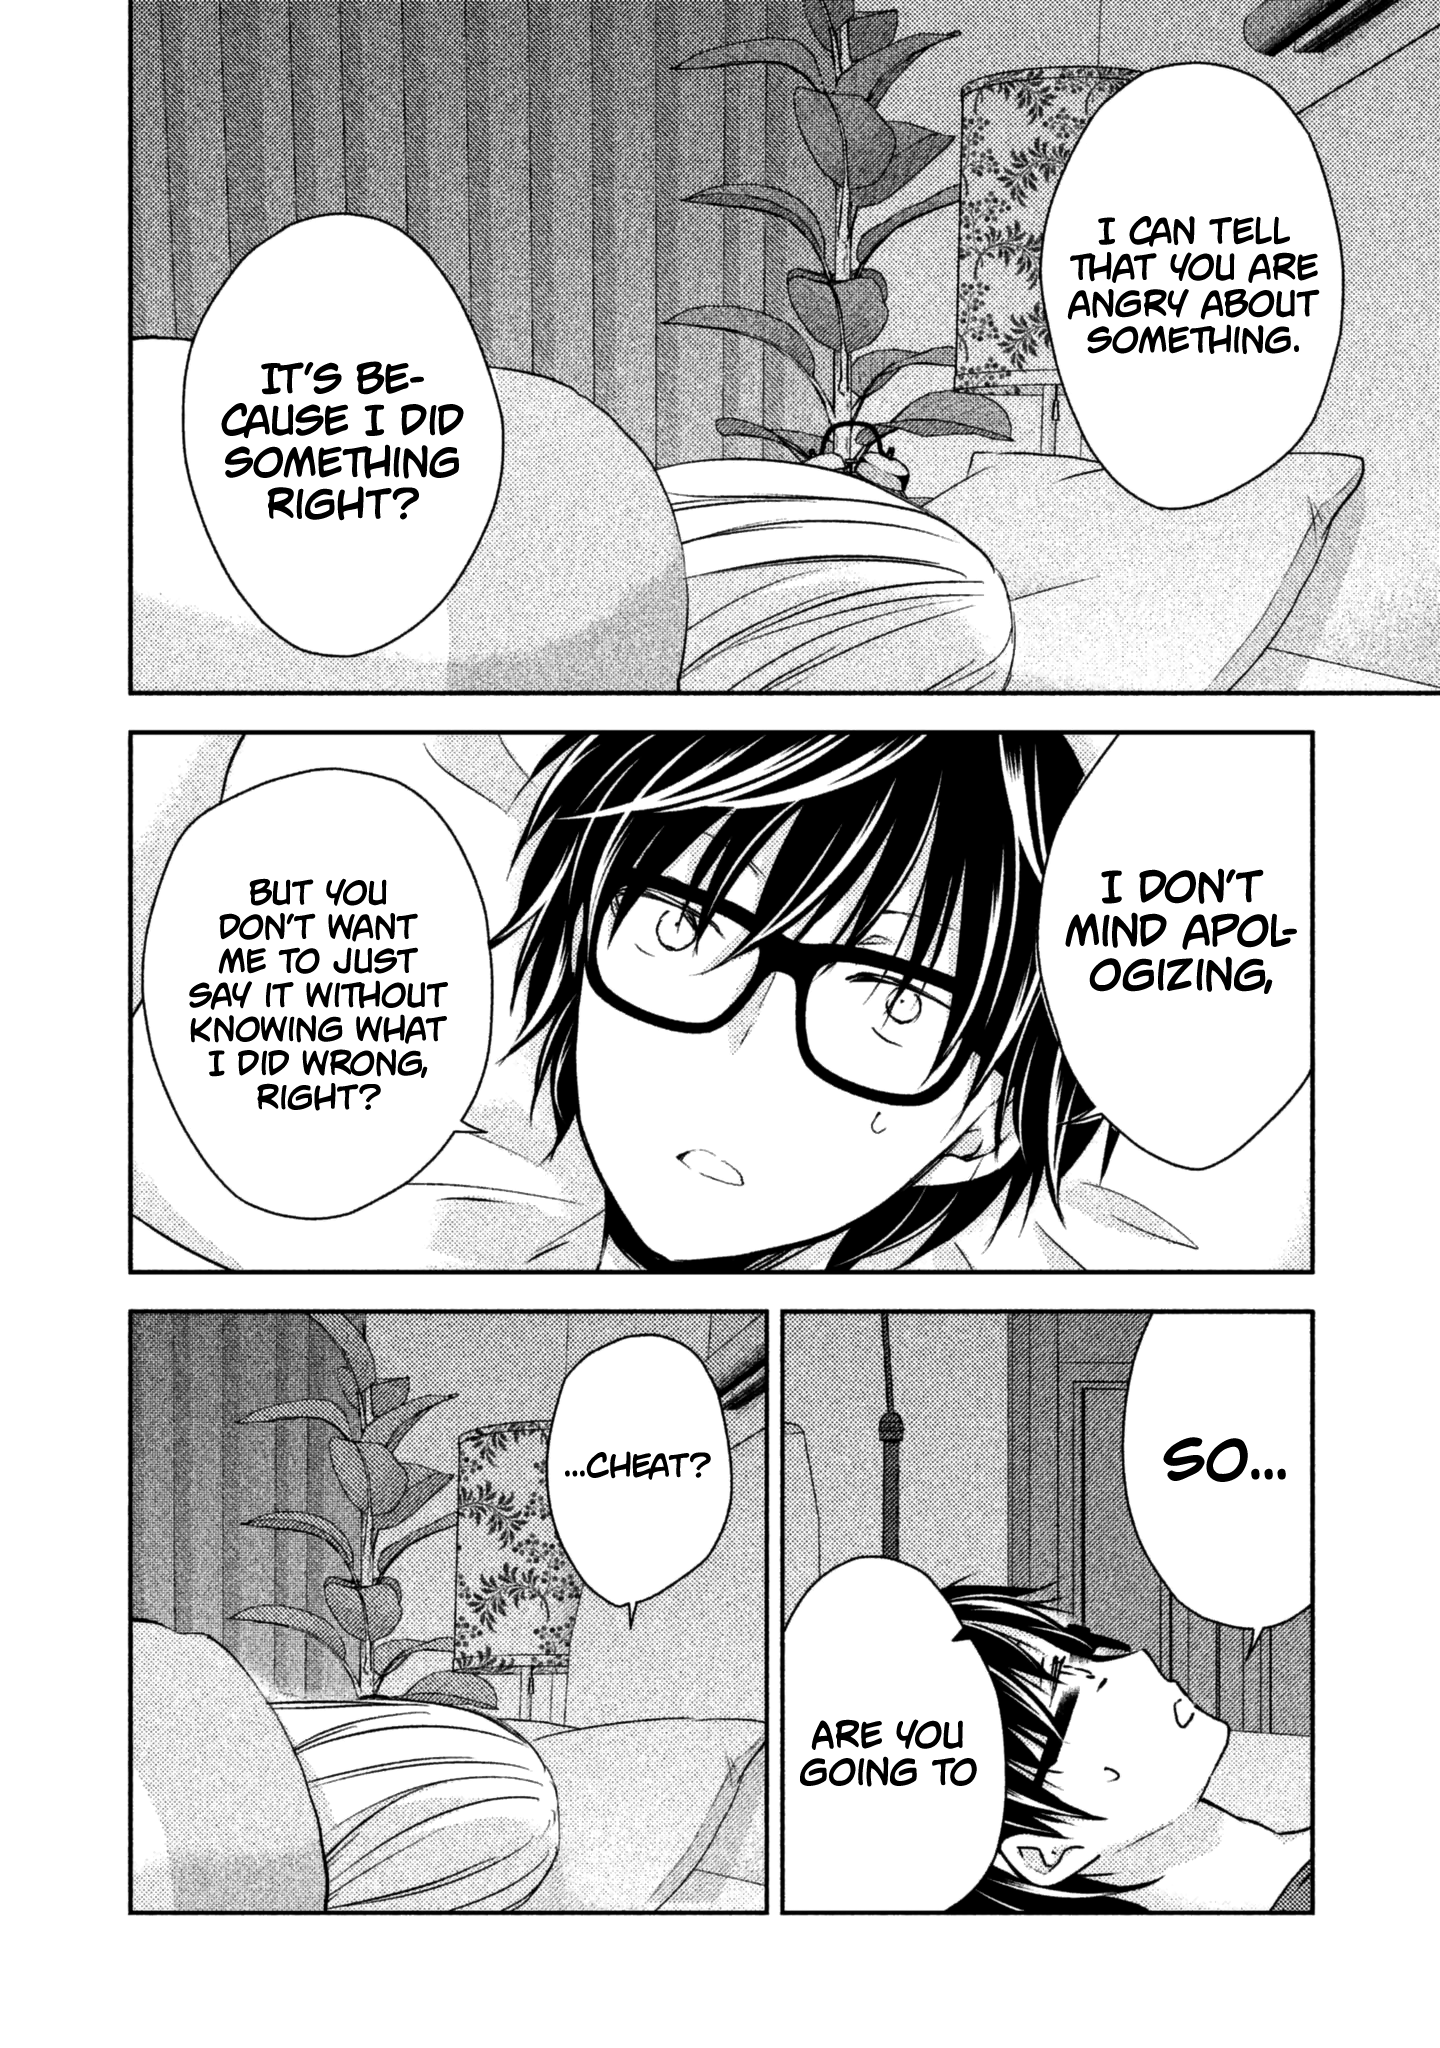 I CAN TELL
THAT YOU ARE
ANGRY ABOUT
SOMETHING.
IT'S BE-
CAUSE I DID
SOMETHING
RIGHT?
I DON'T
MIND APOL-
OGIZING,
BUT YOU
DON'T WANT
ME TO JUST
SAY IT WITHOUT
KNOWING WHAT
I DID WRONG,
RIGHT?
SO...
ARE YOU
GOING TO
...CHEAT?